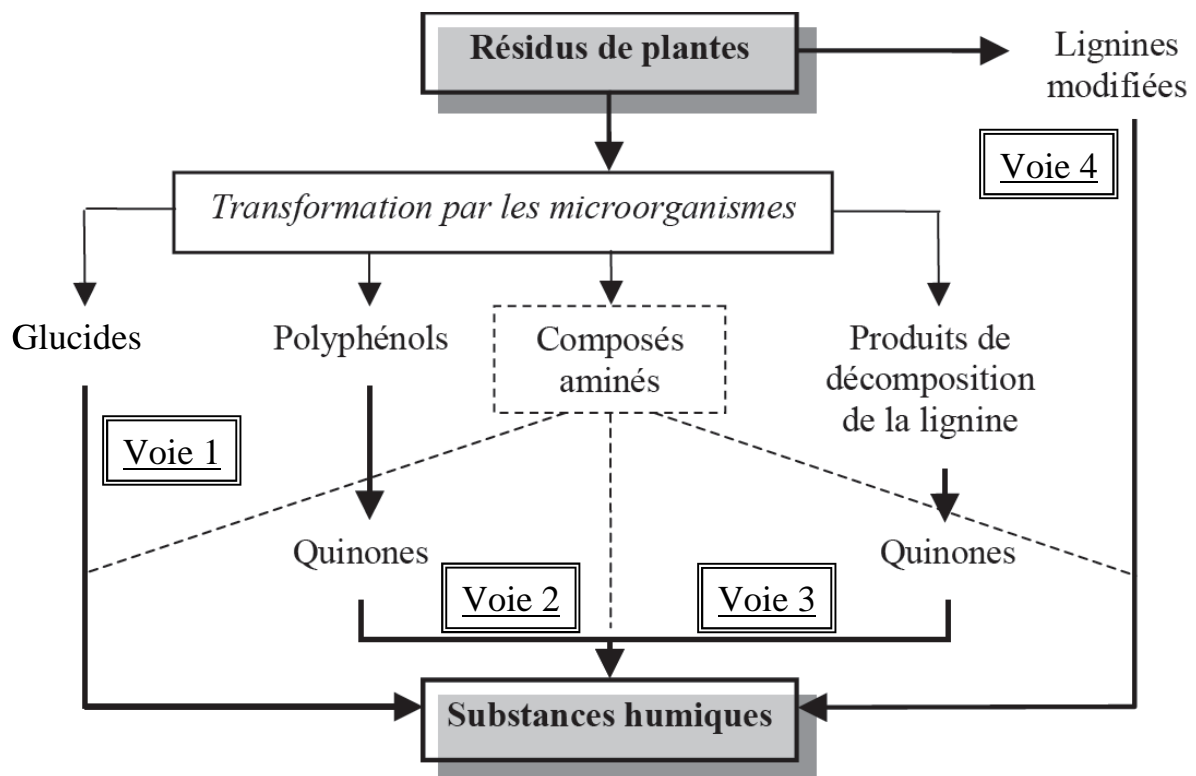 Résidus de plantes
Lignines
modifiées
Voie 4
Transformation par les microorganismes
Glucides
Polyphénols
Composés
aminés
Produits de
décomposition
de la lignine
Voie 1
Quinones
Quinones
Voie 2
Voie 3
Substances humiques